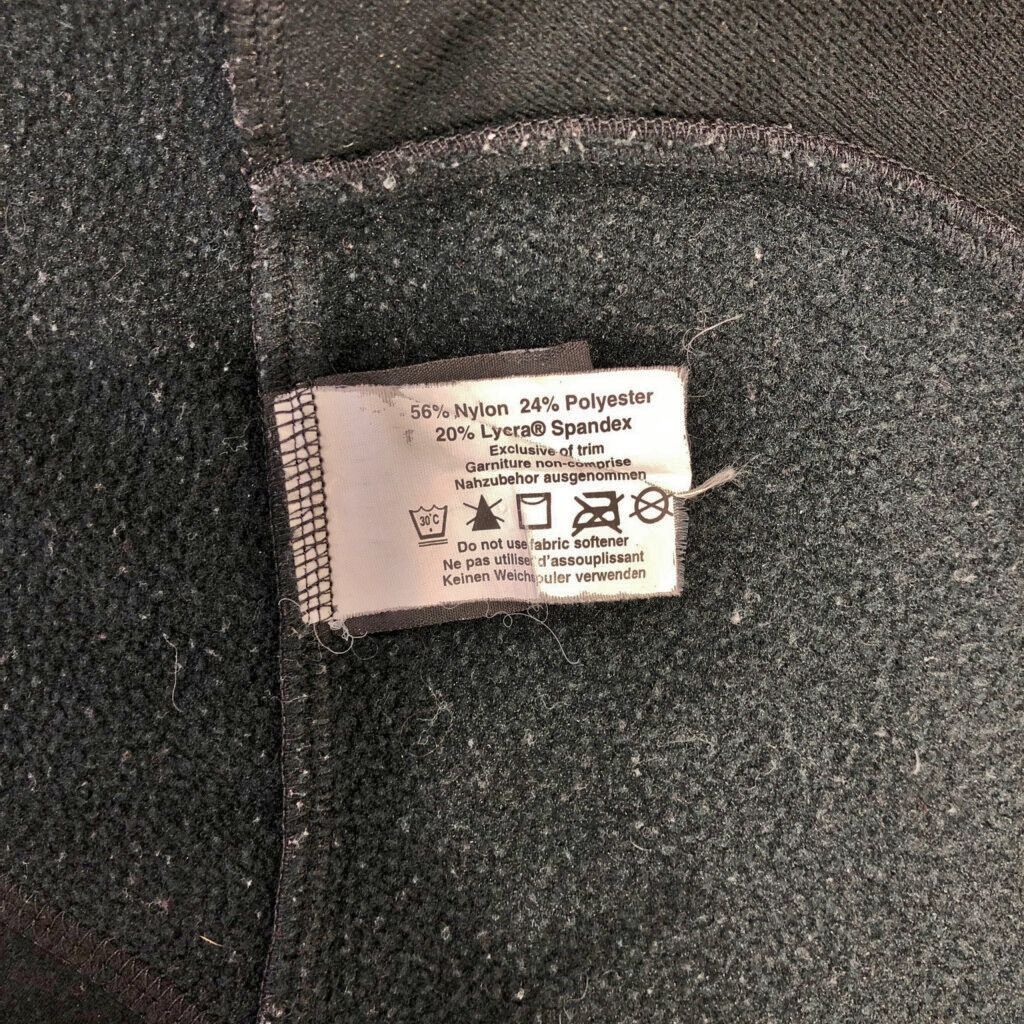 56% Nylon 24% Polyester
20% Lycra® Spandex
Exclusive of trim
Garniture non-comprise
Nahzubehor ausgenommen
30°C
Do not use fabric softener
Ne pas utiliser d'assouplissant
Keinen Weichspuler verwenden